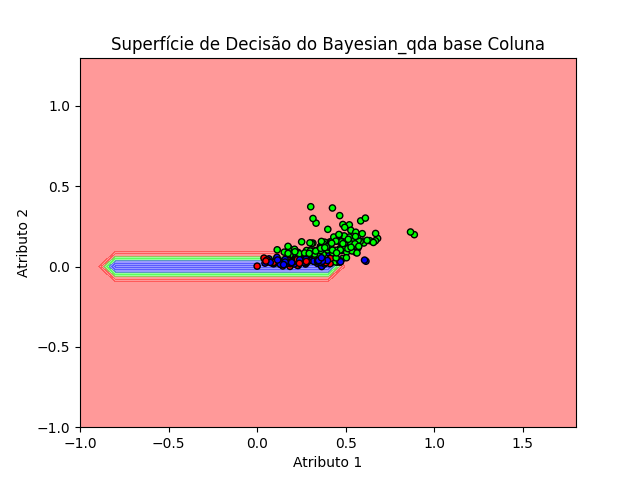 Superfície de Decisão do Bayesian_qda base Coluna
1.0
0.5
0.0
−0.5
−1.0
Atributo 2
−1.0 −0.5 0.0 0.5 1.0 1.5
Atributo 1